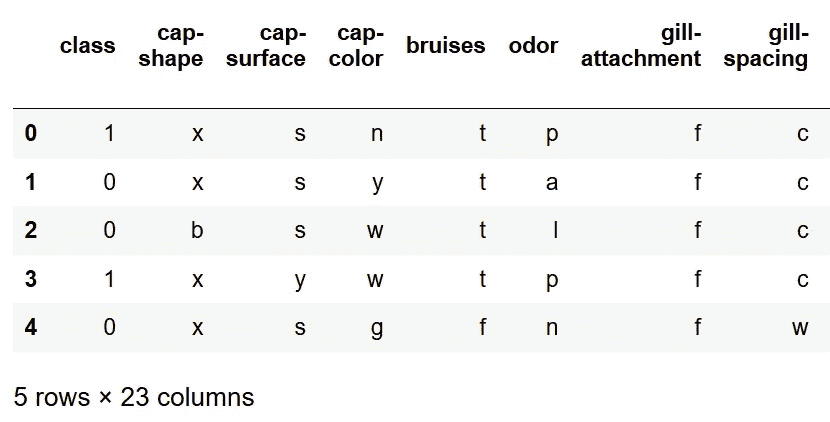 class cap-shape cap-surface cap-color bruises odor gill-attachment gill-spacing
0 1 x s n t p f c
1 0 x s y t a f c
2 0 b s w t l f c
3 1 x y w t p f c
4 0 x s g f n f w
5 rows × 23 columns